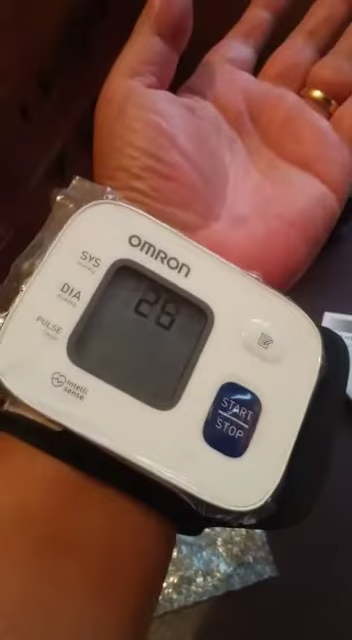 OMRON
SYS
DIA
PULSE
28
intelli
sense
START
STOP